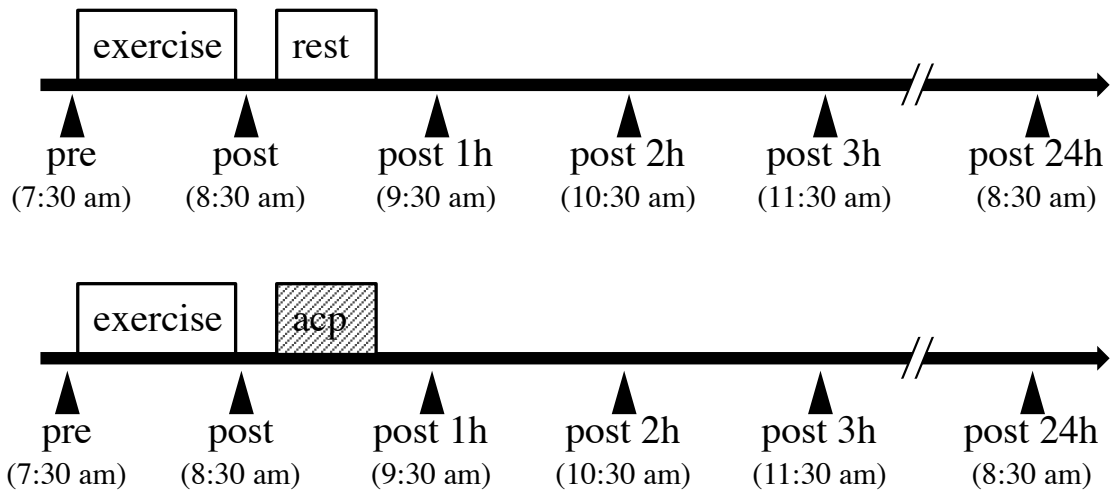 exercise rest
pre post post 1h post 2h post 3h post 24h
(7:30 am) (8:30 am) (9:30 am) (10:30 am) (11:30 am) (8:30 am)
exercise acp
pre post post 1h post 2h post 3h post 24h
(7:30 am) (8:30 am) (9:30 am) (10:30 am) (11:30 am) (8:30 am)